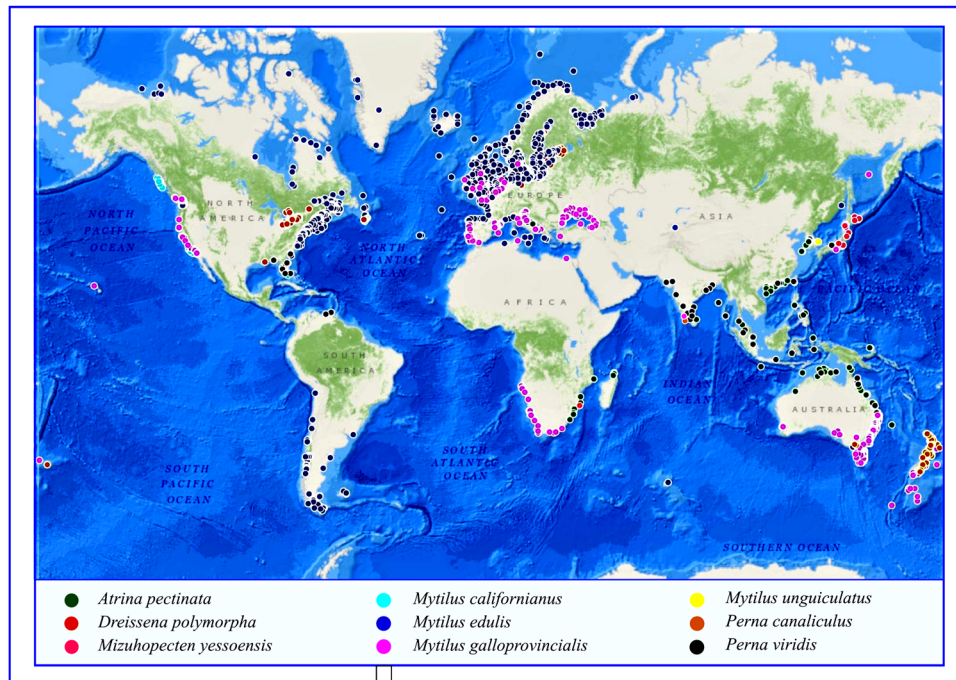 NORTH
AMERICA
NORTH
PACIFIC
OCEAN
NORTH
ATLANTIC
OCEAN
EUROPE
ASIA
AFRICA
PACIFIC OCEAN
SOUTH
AMERICA
INDIAN
OCEAN
AUSTRALIA
SOUTH
PACIFIC
OCEAN
SOUTH
ATLANTIC
OCEAN
SOUTHERN OCEAN
Atrina pectinata
Dreissena polymorpha
Mizuhopecten yessoensis
Mytilus californianus
Mytilus edulis
Mytilus galloprovincialis
Mytilus unguiculatus
Perna canaliculus
Perna viridis